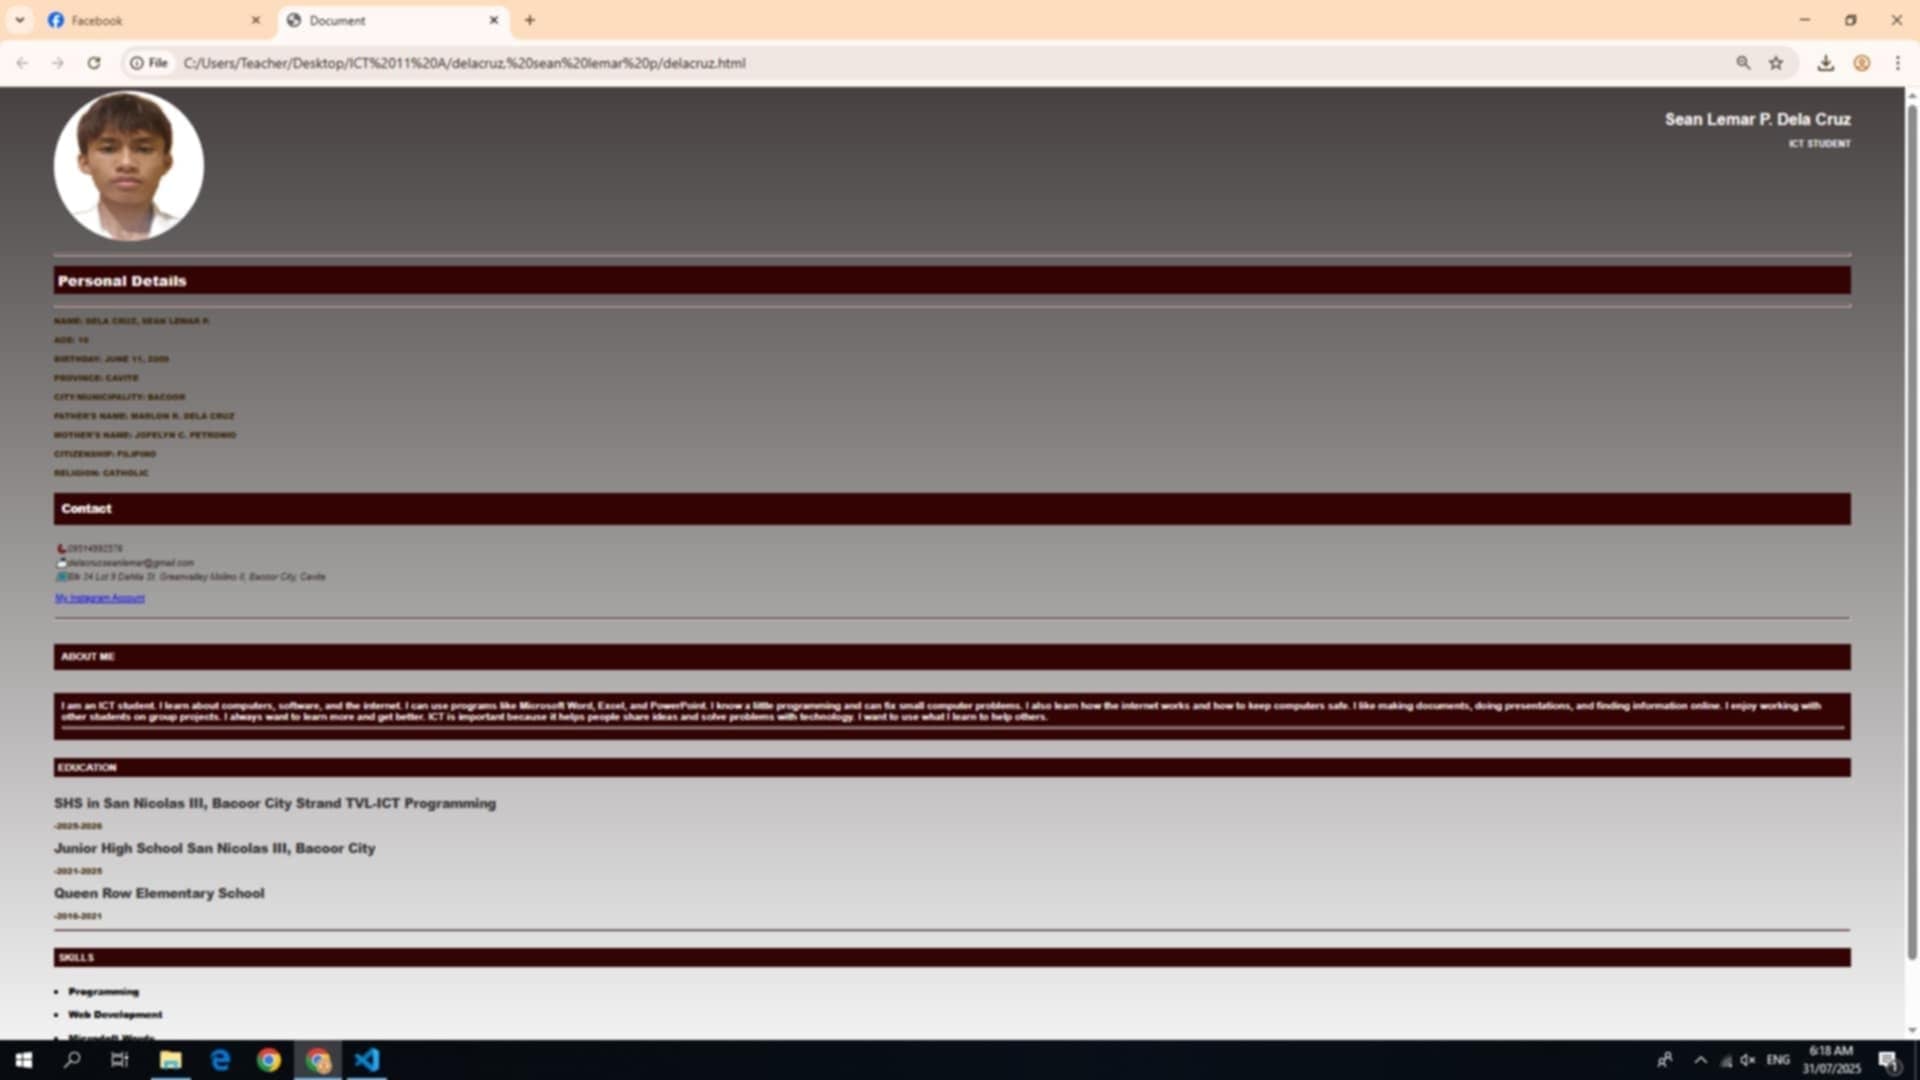 Facebook
Document
File C:/Users/Teacher/Desktop/ICT%2011%20A/delacruz,%20sean%20lemar%20p/delacruz.html
Sean Lemar P. Dela Cruz
ICT STUDENT
Personal Details
NAME: DELA CRUZ, SEAN LEMAR P.
AGE:
BIRTHDAY: JUNE 11,
PROVINCE: CAVITE
CITY/MUNICIPALITY: BACOOR
FATHER'S NAME: MARLON R. DELA CRUZ
MOTHER'S NAME: JOFELYN C. PETRONIO
CITIZENSHIP: FILIPINO
RELIGION: CATHOLIC
Contact
delacruzseanlemar@gmail.com
Blk 34 Lot 9 Dahlia St. Greenvalley Molino II, Bacoor City, Cavite
My Instagram Account
ABOUT ME
I am an ICT student. I learn about computers, software, and the internet. I can use programs like Microsoft Word, Excel, and PowerPoint. I know a little programming and can fix small computer problems. I also learn how the internet works and how to keep computers safe. I like making documents, doing presentations, and finding information online. I enjoy working with
other students on group projects. I always want to learn more and get better. ICT is important because it helps people share ideas and solve problems with technology. I want to use what I learn to help others.
EDUCATION
SHS in San Nicolas III, Bacoor City Strand TVL-ICT Programming
-2025-2026
Junior High School San Nicolas III, Bacoor City
-2021-2025
Queen Row Elementary School
-2016-2021
SKILLS
• Programming
• Web Development
• Microsoft Words
ENG
6:18 AM
31/07/2025